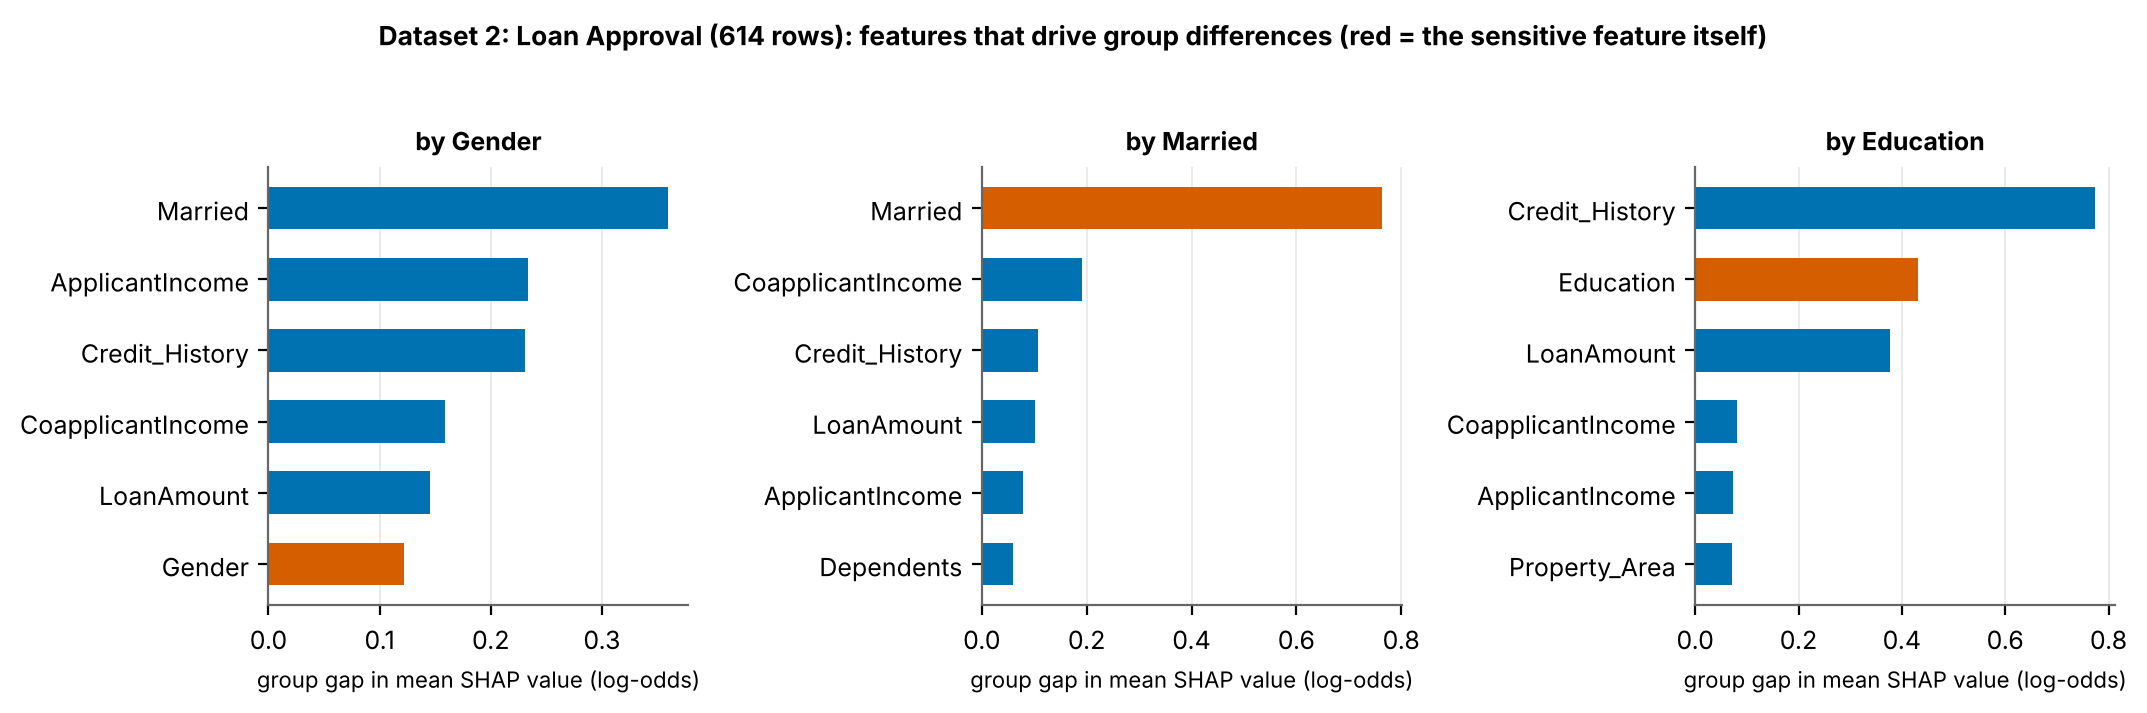 Dataset 2: Loan Approval (614 rows): features that drive group differences (red = the sensitive feature itself)
by Gender
Married
ApplicantIncome
Credit_History
CoapplicantIncome
LoanAmount
Gender
0.0 0.1 0.2 0.3
group gap in mean SHAP value (log-odds)
by Married
Married
CoapplicantIncome
Credit_History
LoanAmount
ApplicantIncome
Dependents
0.0 0.2 0.4 0.6 0.8
group gap in mean SHAP value (log-odds)
by Education
Credit_History
Education
LoanAmount
CoapplicantIncome
ApplicantIncome
Property_Area
0.0 0.2 0.4 0.6 0.8
group gap in mean SHAP value (log-odds)